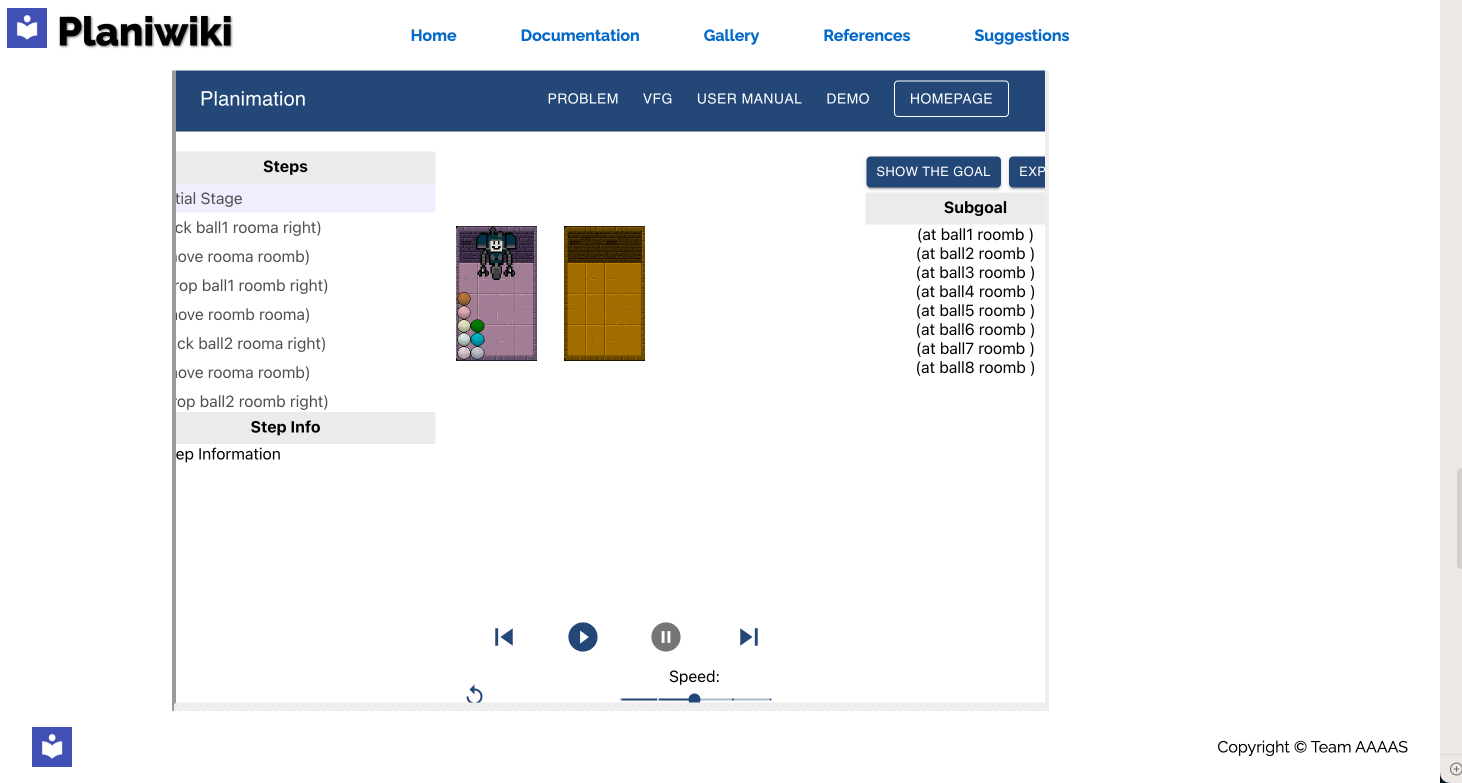 Planiwiki
Home Documentation Gallery References Suggestions
Planimation PROBLEM VFG USER MANUAL DEMO HOMEPAGE
Steps
tial Stage
ck ball1 rooma right)
ove rooma roomb)
rop ball1 roomb right)
ove roomb rooma)
ck ball2 rooma right)
ove rooma roomb)
rop ball2 roomb right)
Step Info
ep Information
SHOW THE GOAL EXP
Subgoal
(at ball1 roomb )
(at ball2 roomb )
(at ball3 roomb )
(at ball4 roomb )
(at ball5 roomb )
(at ball6 roomb )
(at ball7 roomb )
(at ball8 roomb )
Speed:
Copyright © Team AAAAS